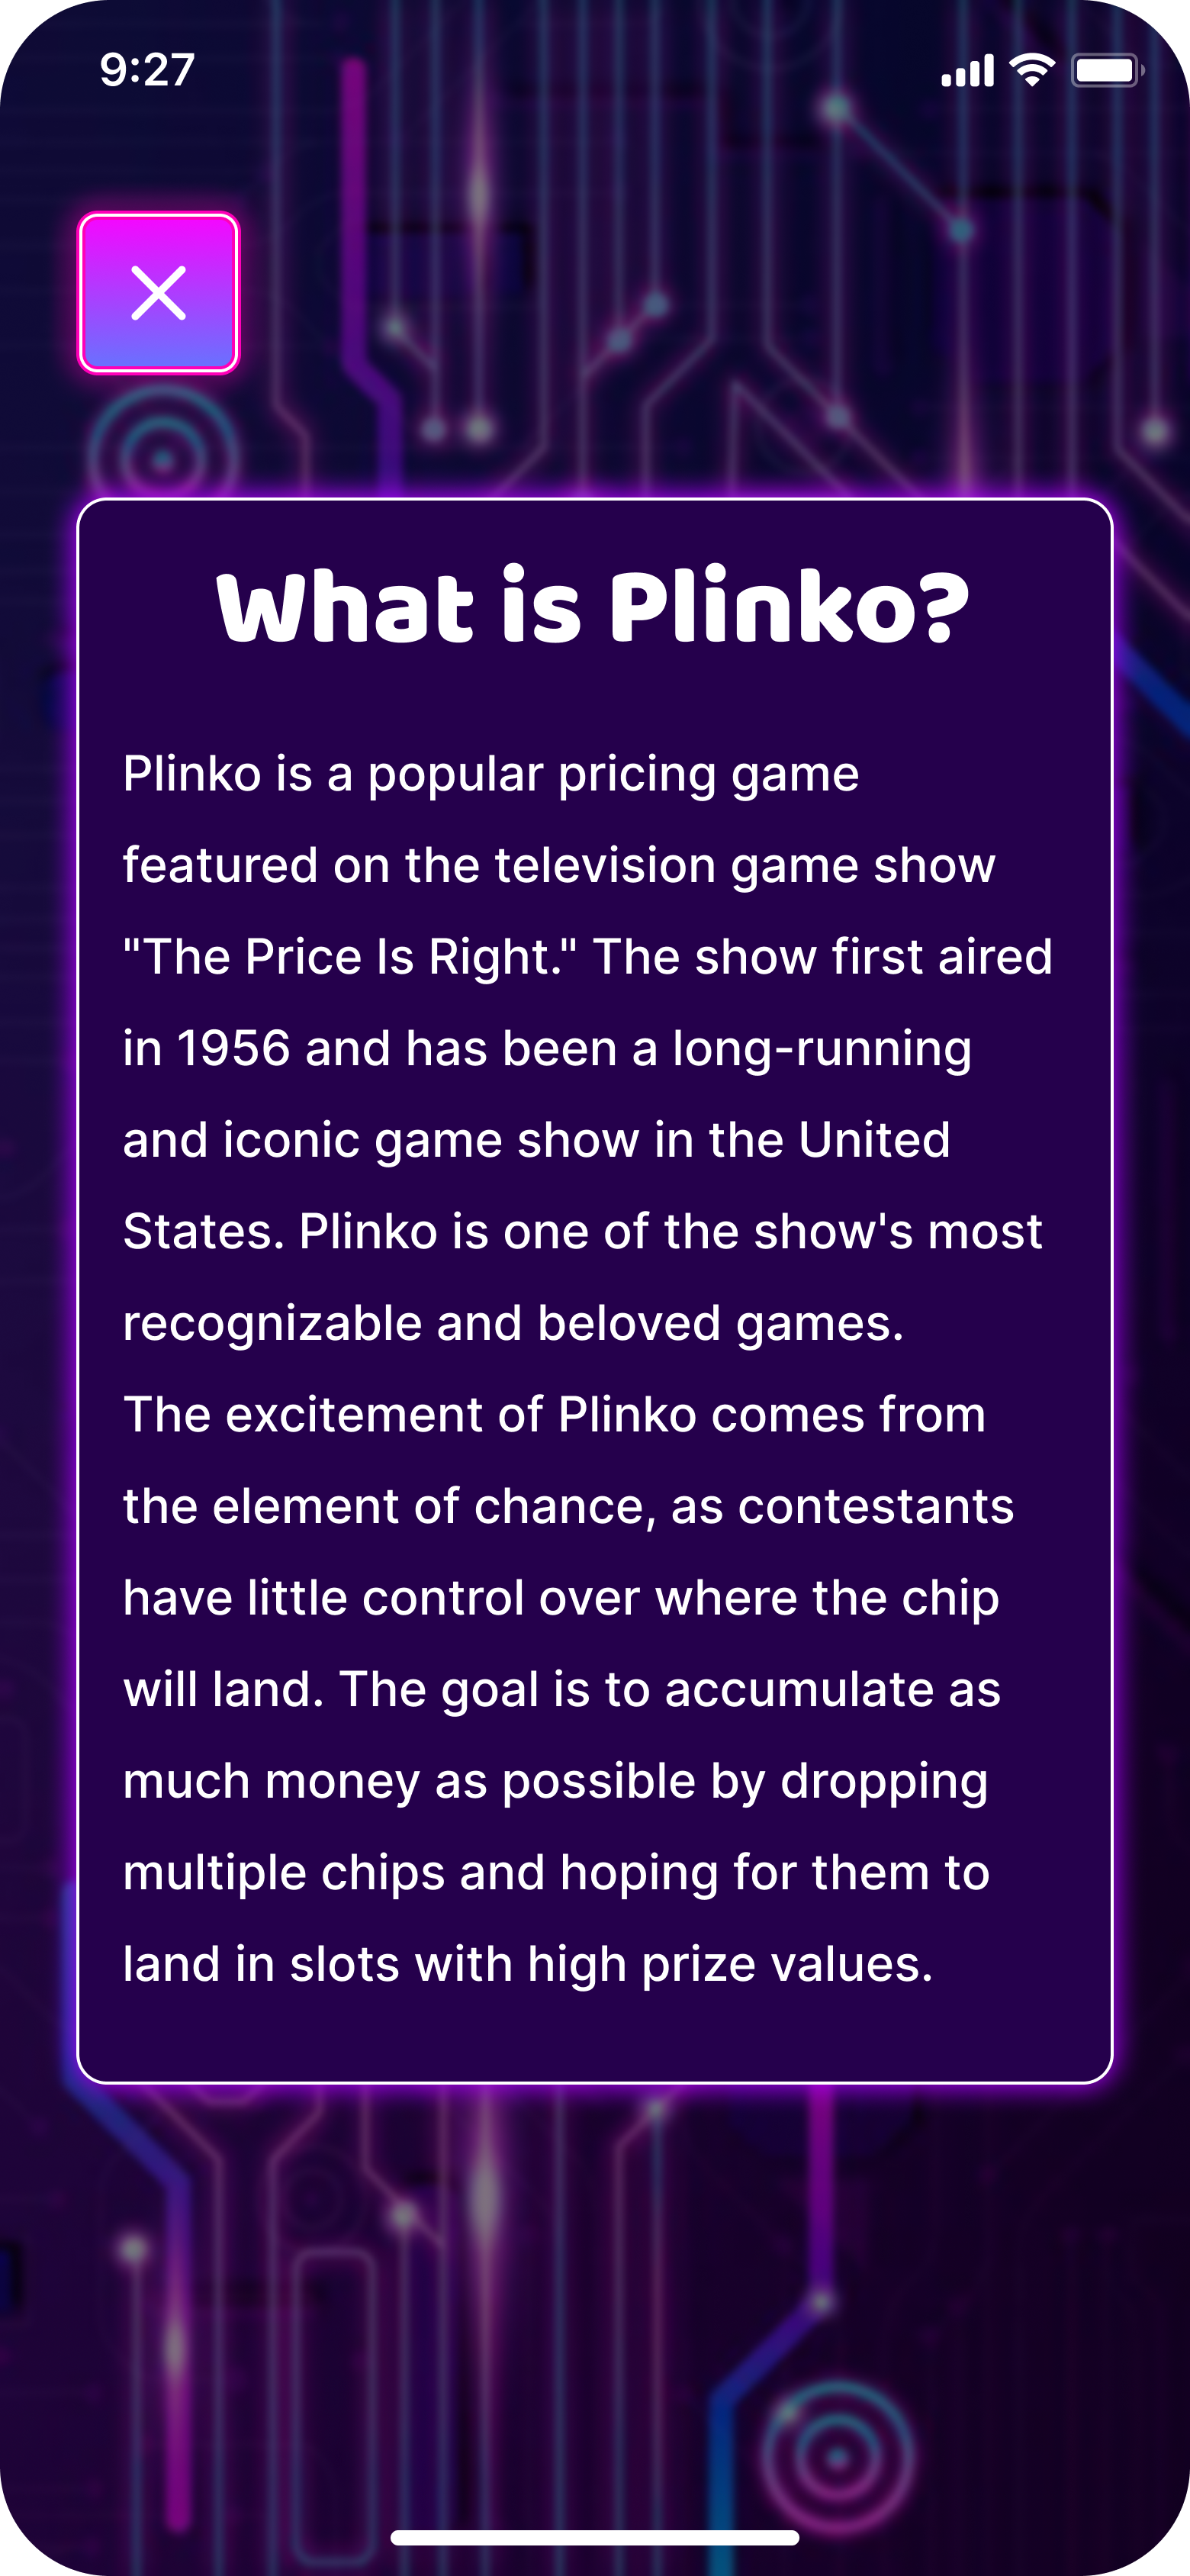 9:27
What is Plinko?
Plinko is a popular pricing game
featured on the television game show
"The Price Is Right." The show first aired
in 1956 and has been a long-running
and iconic game show in the United
States. Plinko is one of the show's most
recognizable and beloved games.
The excitement of Plinko comes from
the element of chance, as contestants
have little control over where the chip
will land. The goal is to accumulate as
much money as possible by dropping
multiple chips and hoping for them to
land in slots with high prize values.